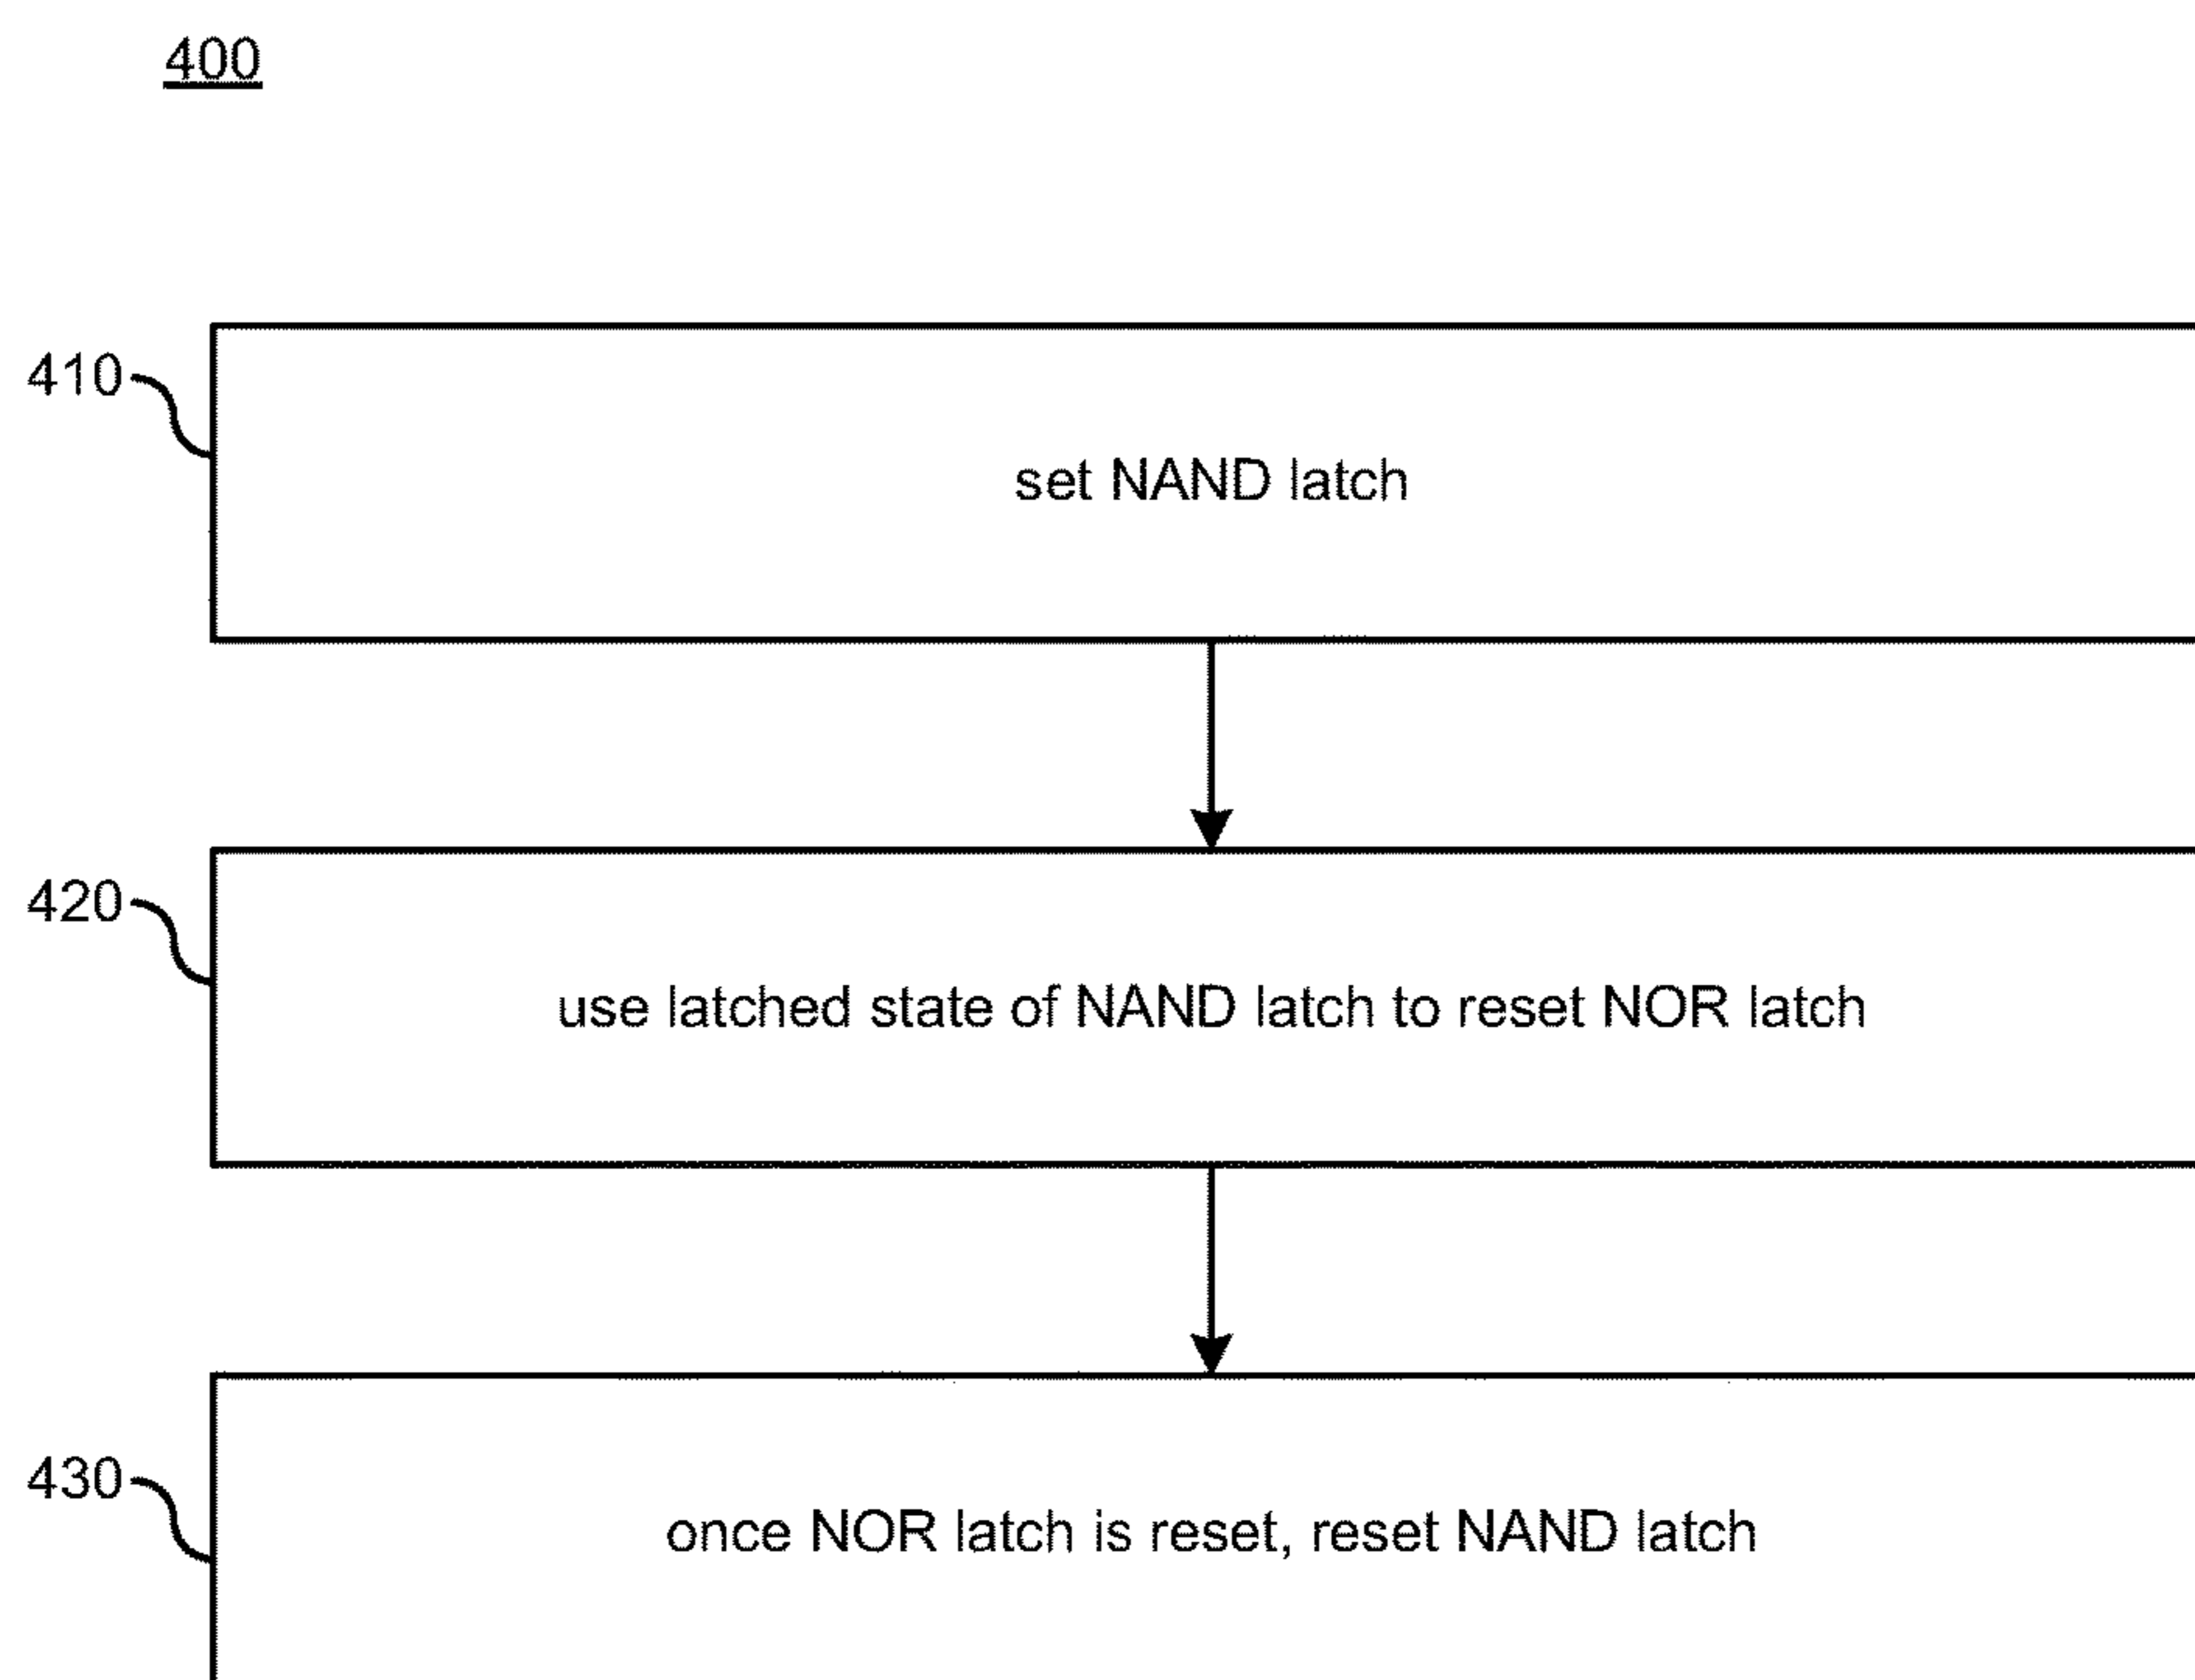 400
410
set NAND latch
420
use latched state of NAND latch to reset NOR latch
430
once NOR latch is reset, reset NAND latch